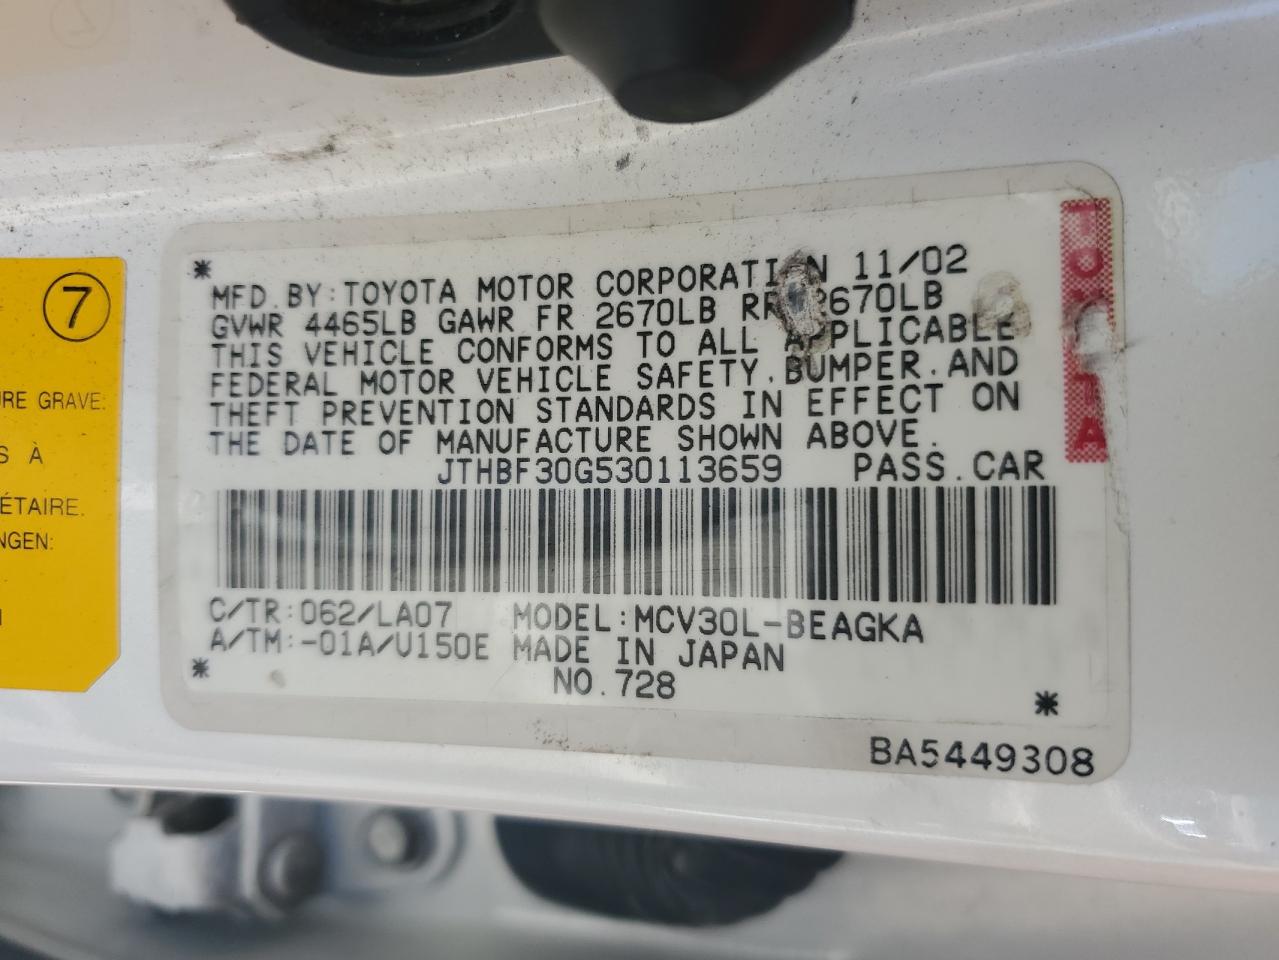 7
URE GRAVE.
S À
ÉTAIRE.
NGEN:
* MFD.BY:TOYOTA MOTOR CORPORATION 11/02
GVWR 4465LB GAWR FR 2670LB RR 2670LB
THIS VEHICLE CONFORMS TO ALL APPLICABLE
FEDERAL MOTOR VEHICLE SAFETY,BUMPER,AND
THEFT PREVENTION STANDARDS IN EFFECT ON
THE DATE OF MANUFACTURE SHOWN ABOVE.
JTHBF30G530113659 PASS.CAR
TOYOTA
C/TR:062/LA07 MODEL:MCV30L-BEAGKA
A/TM:-01A/U150E MADE IN JAPAN
* NO.728 *
BA5449308